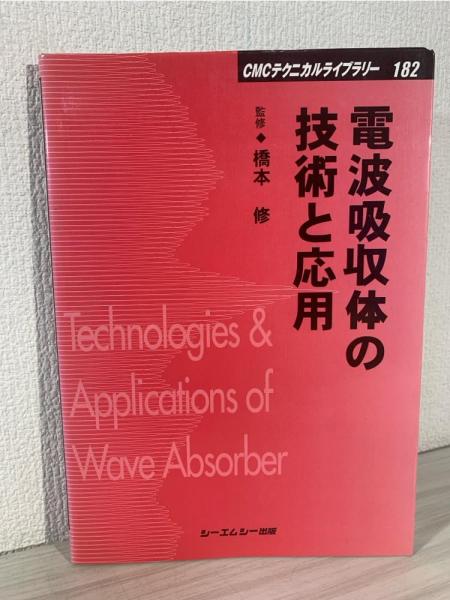 CMCテクニカルライブラリー 182
電波吸収体の
技術と応用
監修◆橋本 修
Technologies &
Applications of
Wave Absorber
シーエムシー出版